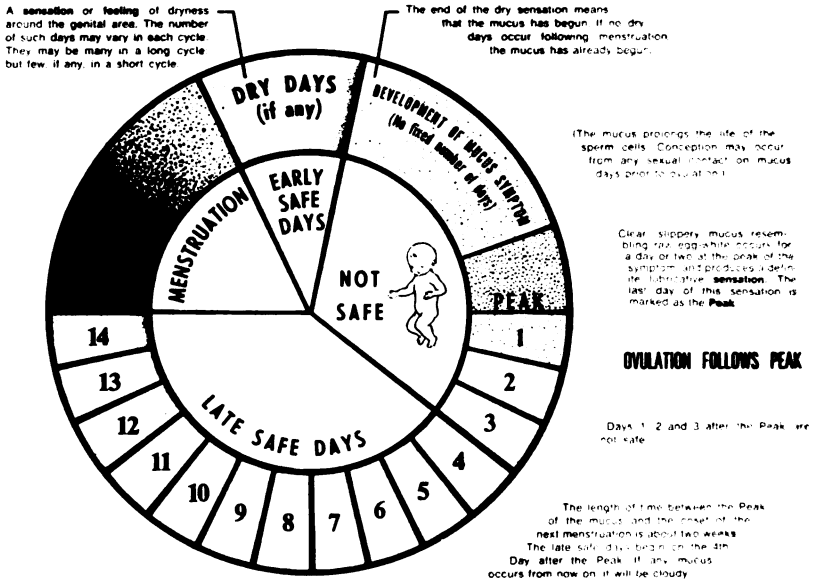 A sensation or feeling of dryness
around the genital area. The number
of such days may vary in each cycle.
They may be many in a long cycle
but few, if any, in a short cycle.
The end of the dry sensation means
that the mucus has begun. If no dry
days occur following menstruation
the mucus has already begun.
DRY DAYS
(if any)
DEVELOPMENT OF MUCUS SYMPTOM
(No fixed number of days)
(The mucus prolongs the life of the
sperm cells. Conception may occur
from any sexual contact on mucus
days prior to ovulation.)
MENSTRUATION
EARLY
SAFE
DAYS
NOT
SAFE
Clear, slippery mucus resem-
bling raw egg-white occurs for
a day or two at the peak of the
symptom and produces a defin-
ite lubricative sensation. The
last day of this sensation is
marked as the Peak
PEAK
OVULATION FOLLOWS PEAK
1
2
3
4
5
6
7
8
9
10
11
12
13
14
LATE SAFE DAYS
Days 1, 2 and 3 after the Peak are
not safe
The length of time between the Peak
of the mucus and the onset of the
next menstruation is about two weeks.
The late safe days begin on the 4th
Day after the Peak. If any mucus
occurs from now on it will be cloudy